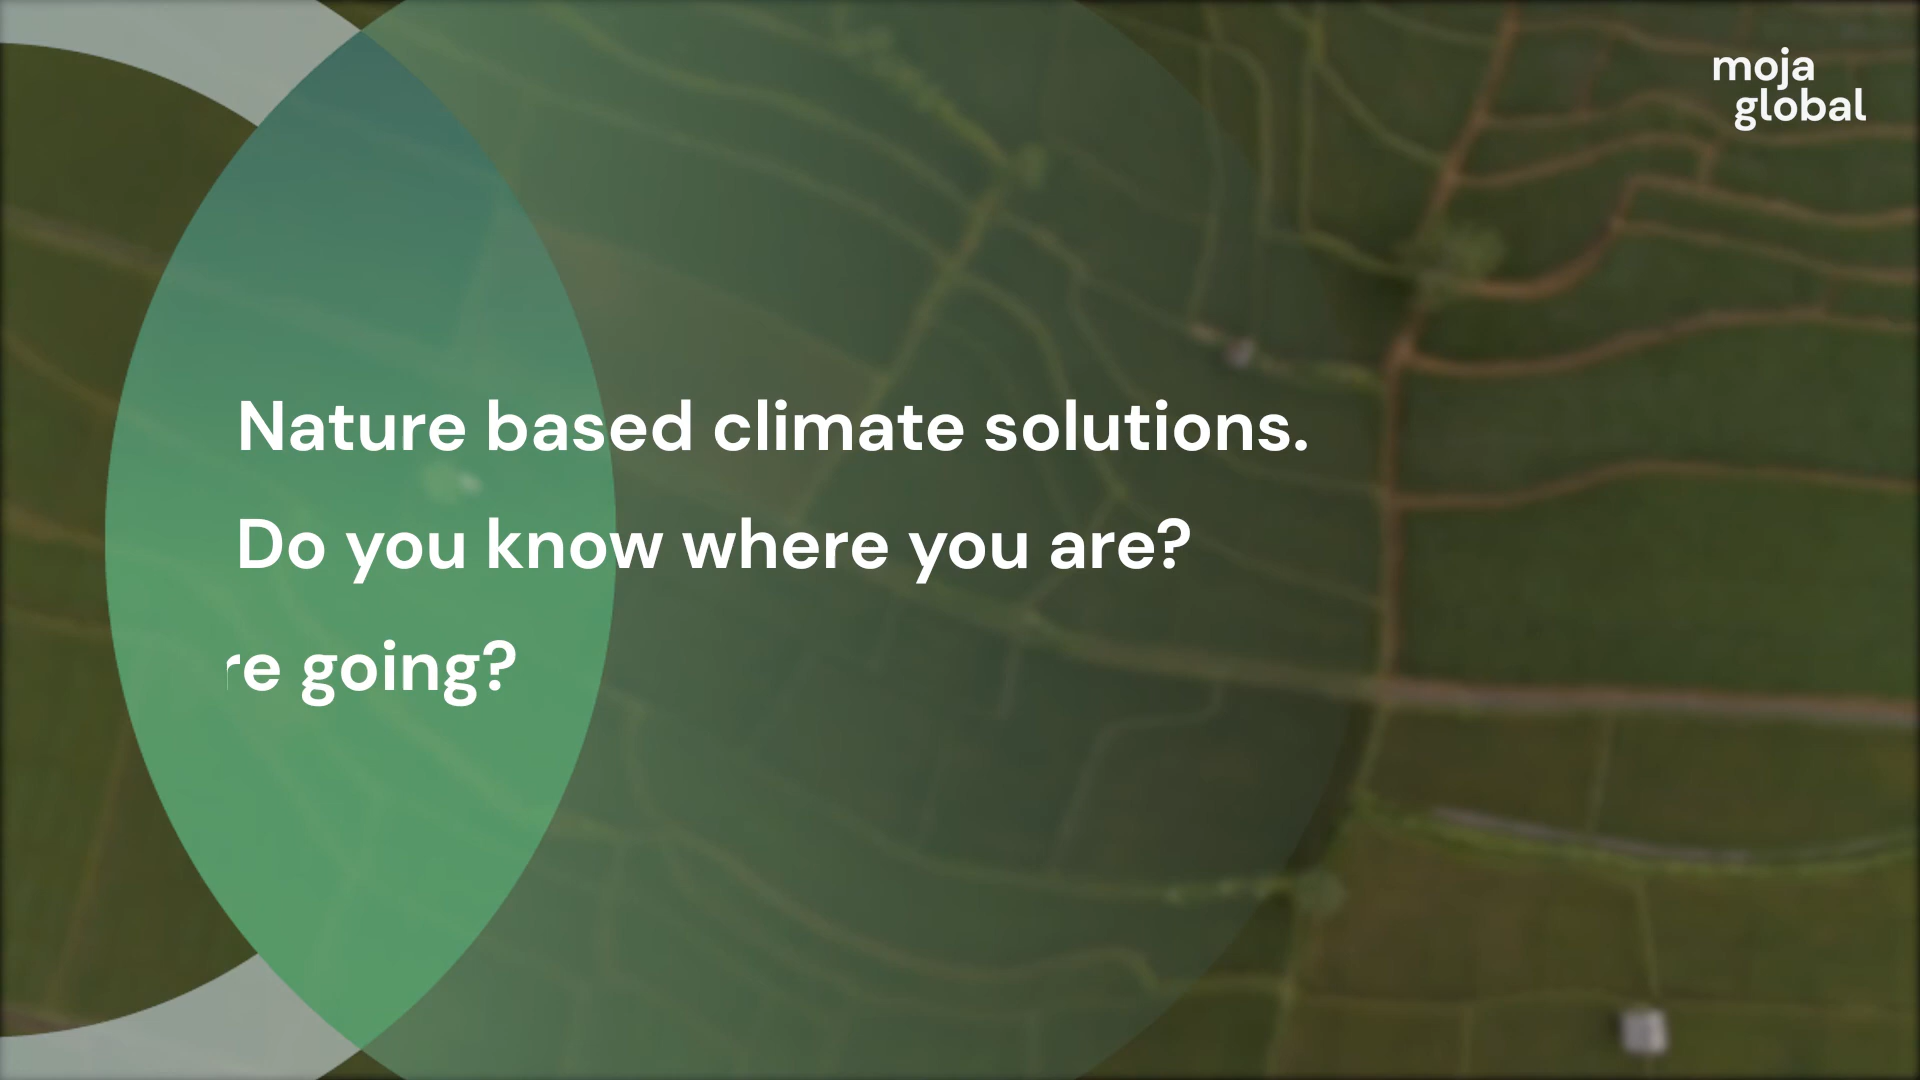 moja
global
Nature based climate solutions.
Do you know where you are?
re going?